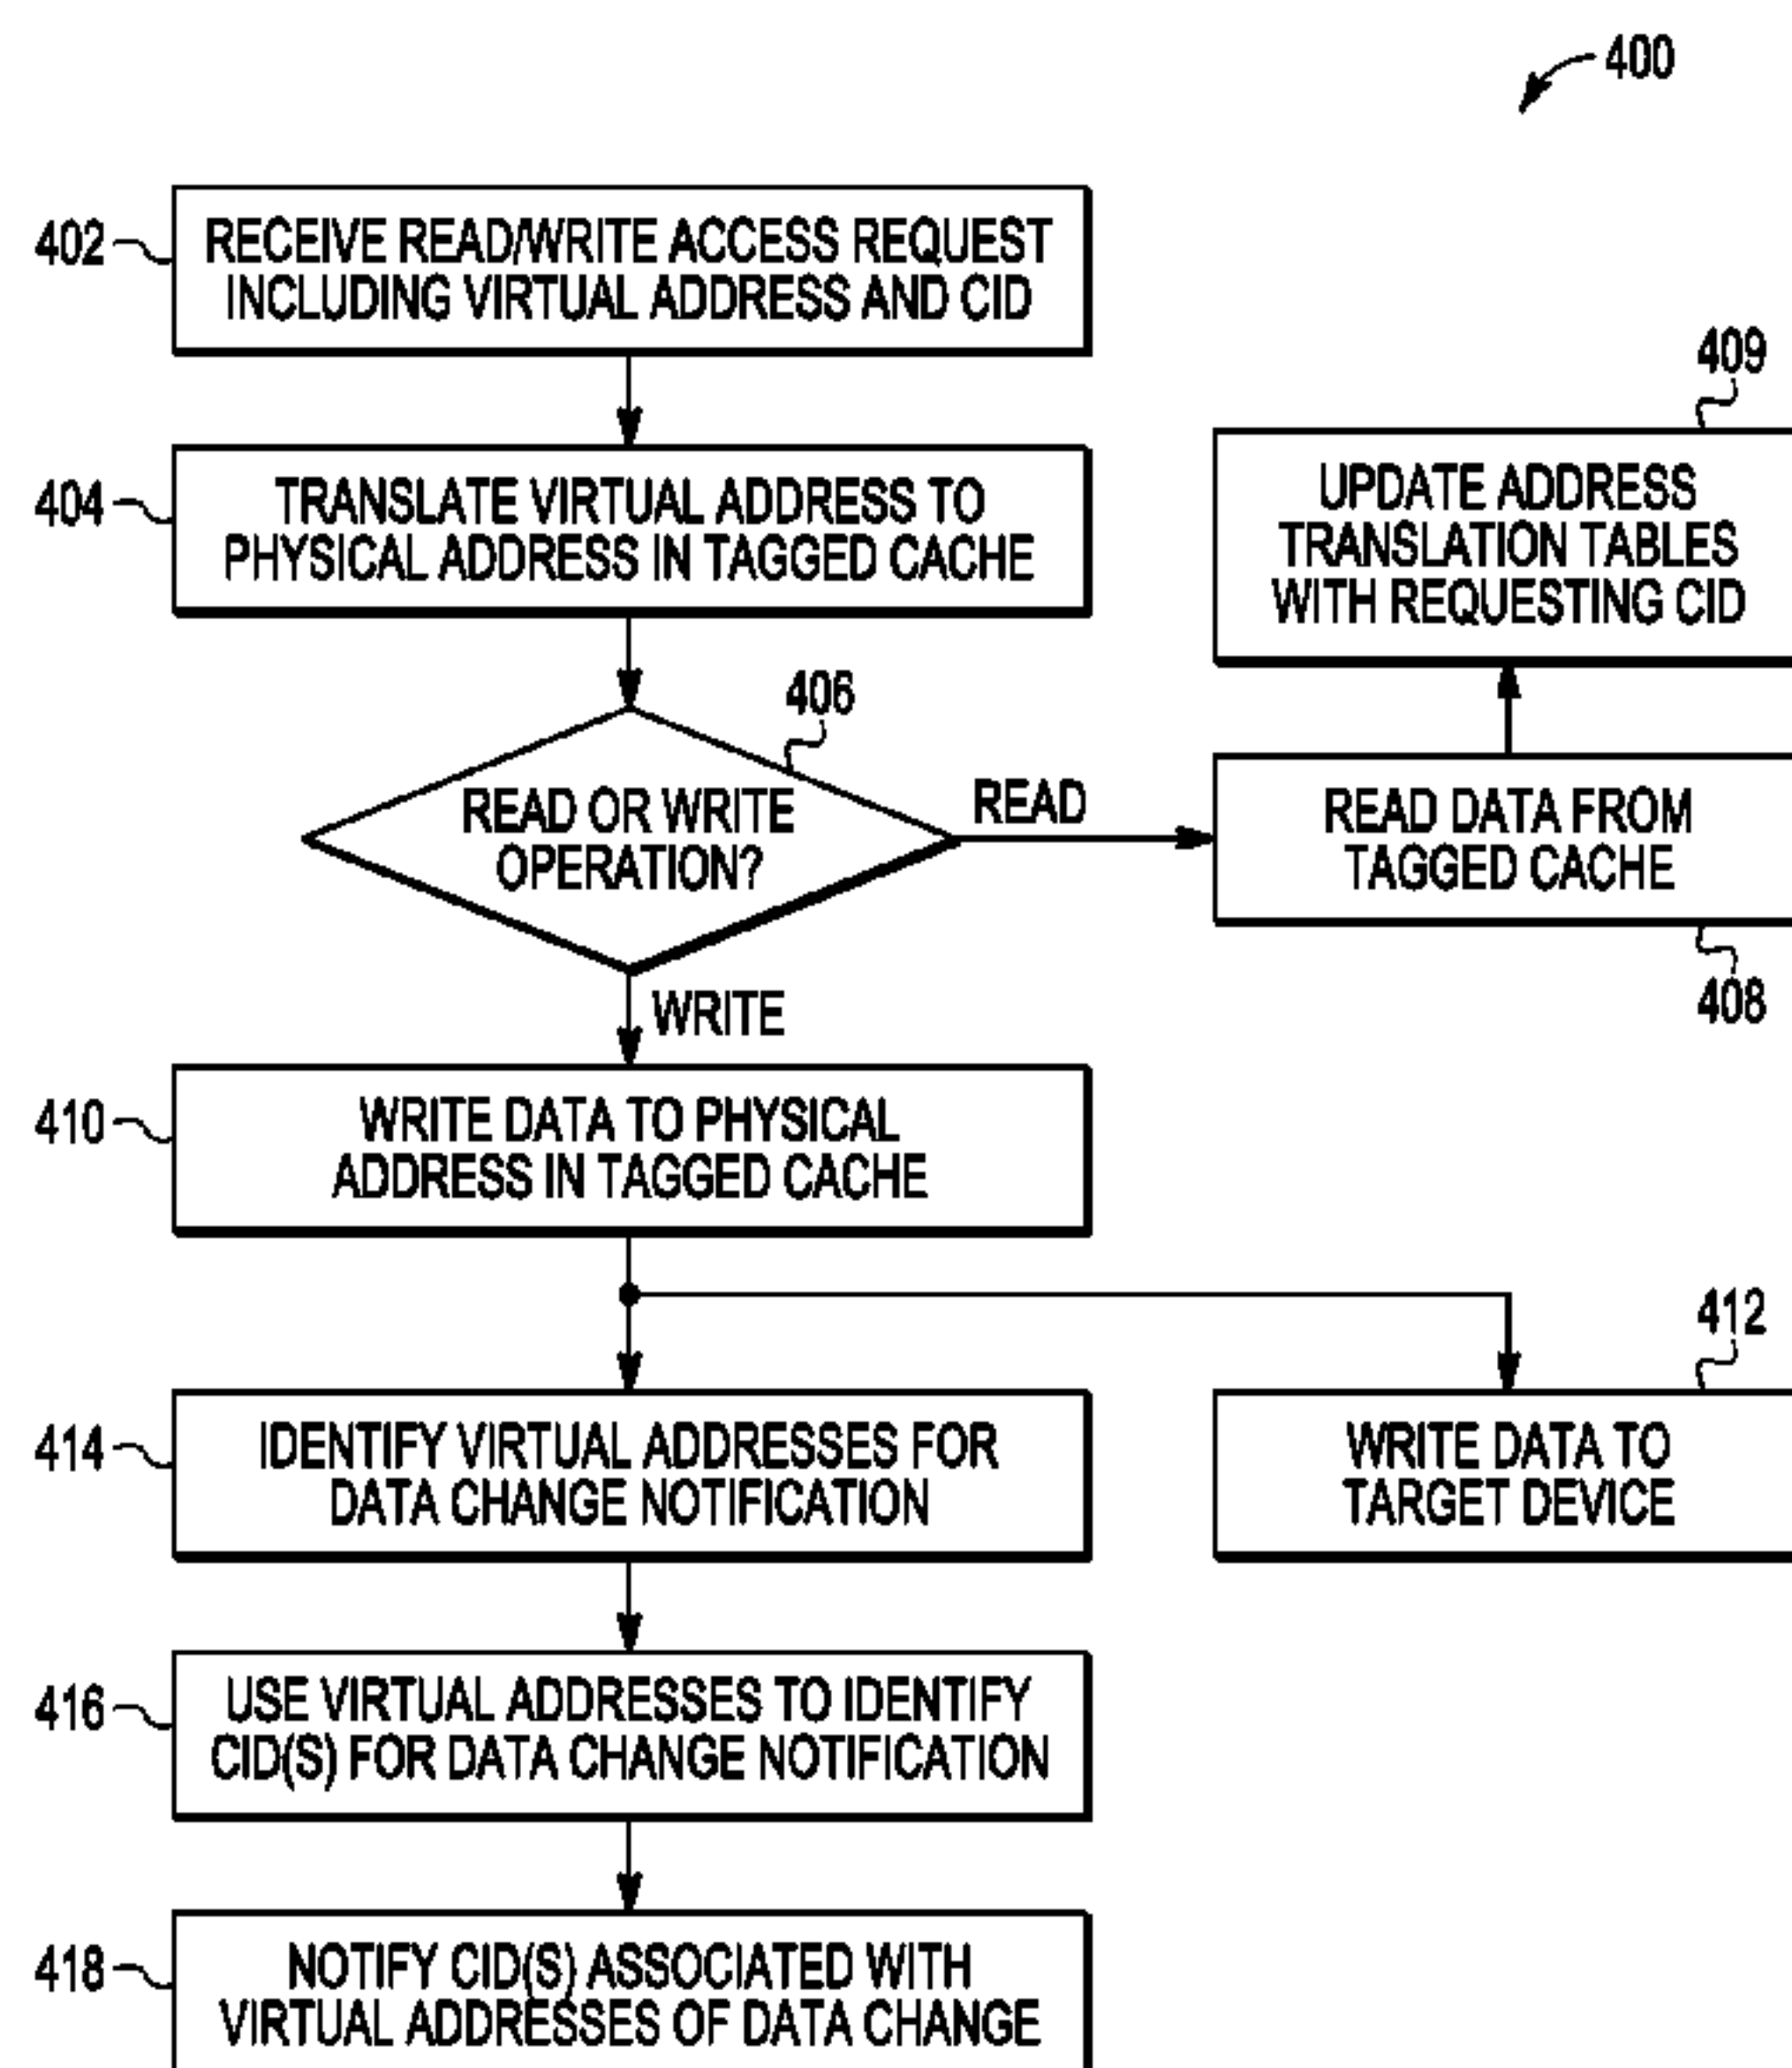 400
402
RECEIVE READ/WRITE ACCESS REQUEST
INCLUDING VIRTUAL ADDRESS AND CID
404
TRANSLATE VIRTUAL ADDRESS TO
PHYSICAL ADDRESS IN TAGGED CACHE
409
UPDATE ADDRESS
TRANSLATION TABLES
WITH REQUESTING CID
406
READ OR WRITE
OPERATION?
READ
READ DATA FROM
TAGGED CACHE
408
WRITE
410
WRITE DATA TO PHYSICAL
ADDRESS IN TAGGED CACHE
412
WRITE DATA TO
TARGET DEVICE
414
IDENTIFY VIRTUAL ADDRESSES FOR
DATA CHANGE NOTIFICATION
416
USE VIRTUAL ADDRESSES TO IDENTIFY
CID(S) FOR DATA CHANGE NOTIFICATION
418
NOTIFY CID(S) ASSOCIATED WITH
VIRTUAL ADDRESSES OF DATA CHANGE